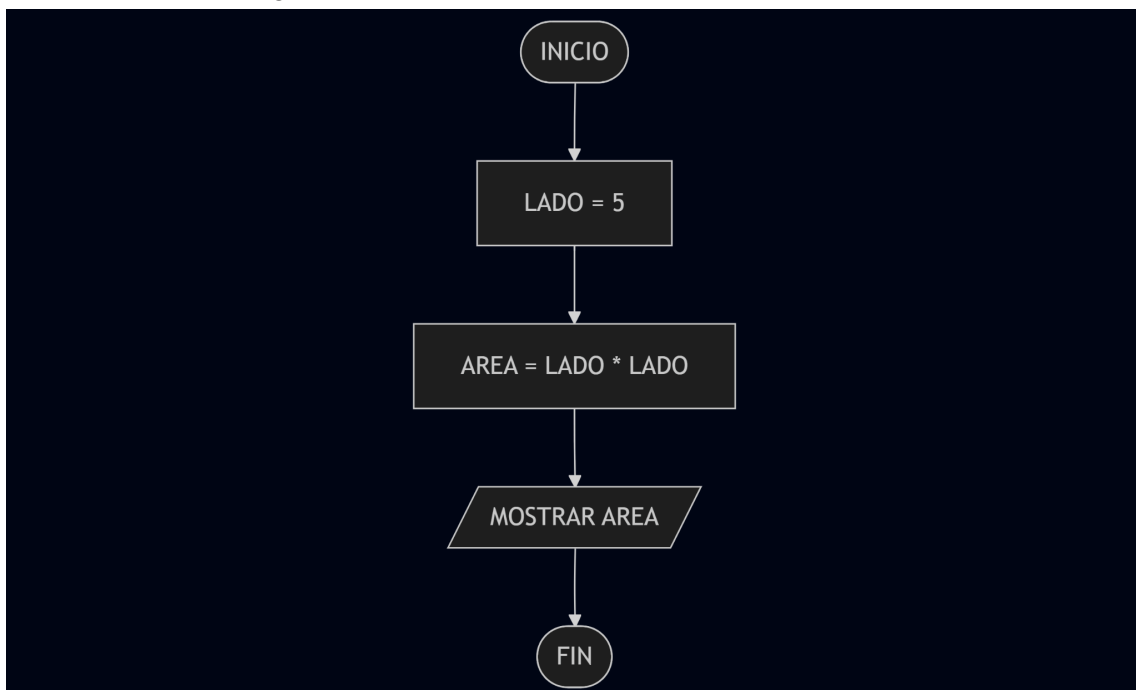 INICIO
LADO = 5
AREA = LADO * LADO
MOSTRAR AREA
FIN